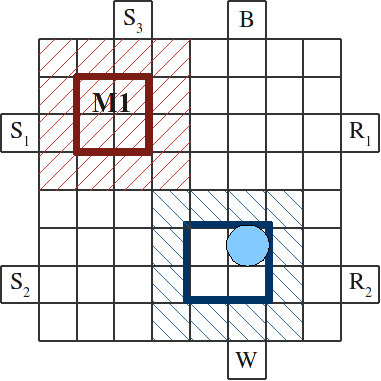 S₃ B
M1
S₁ R₁
S₂ R₂
W